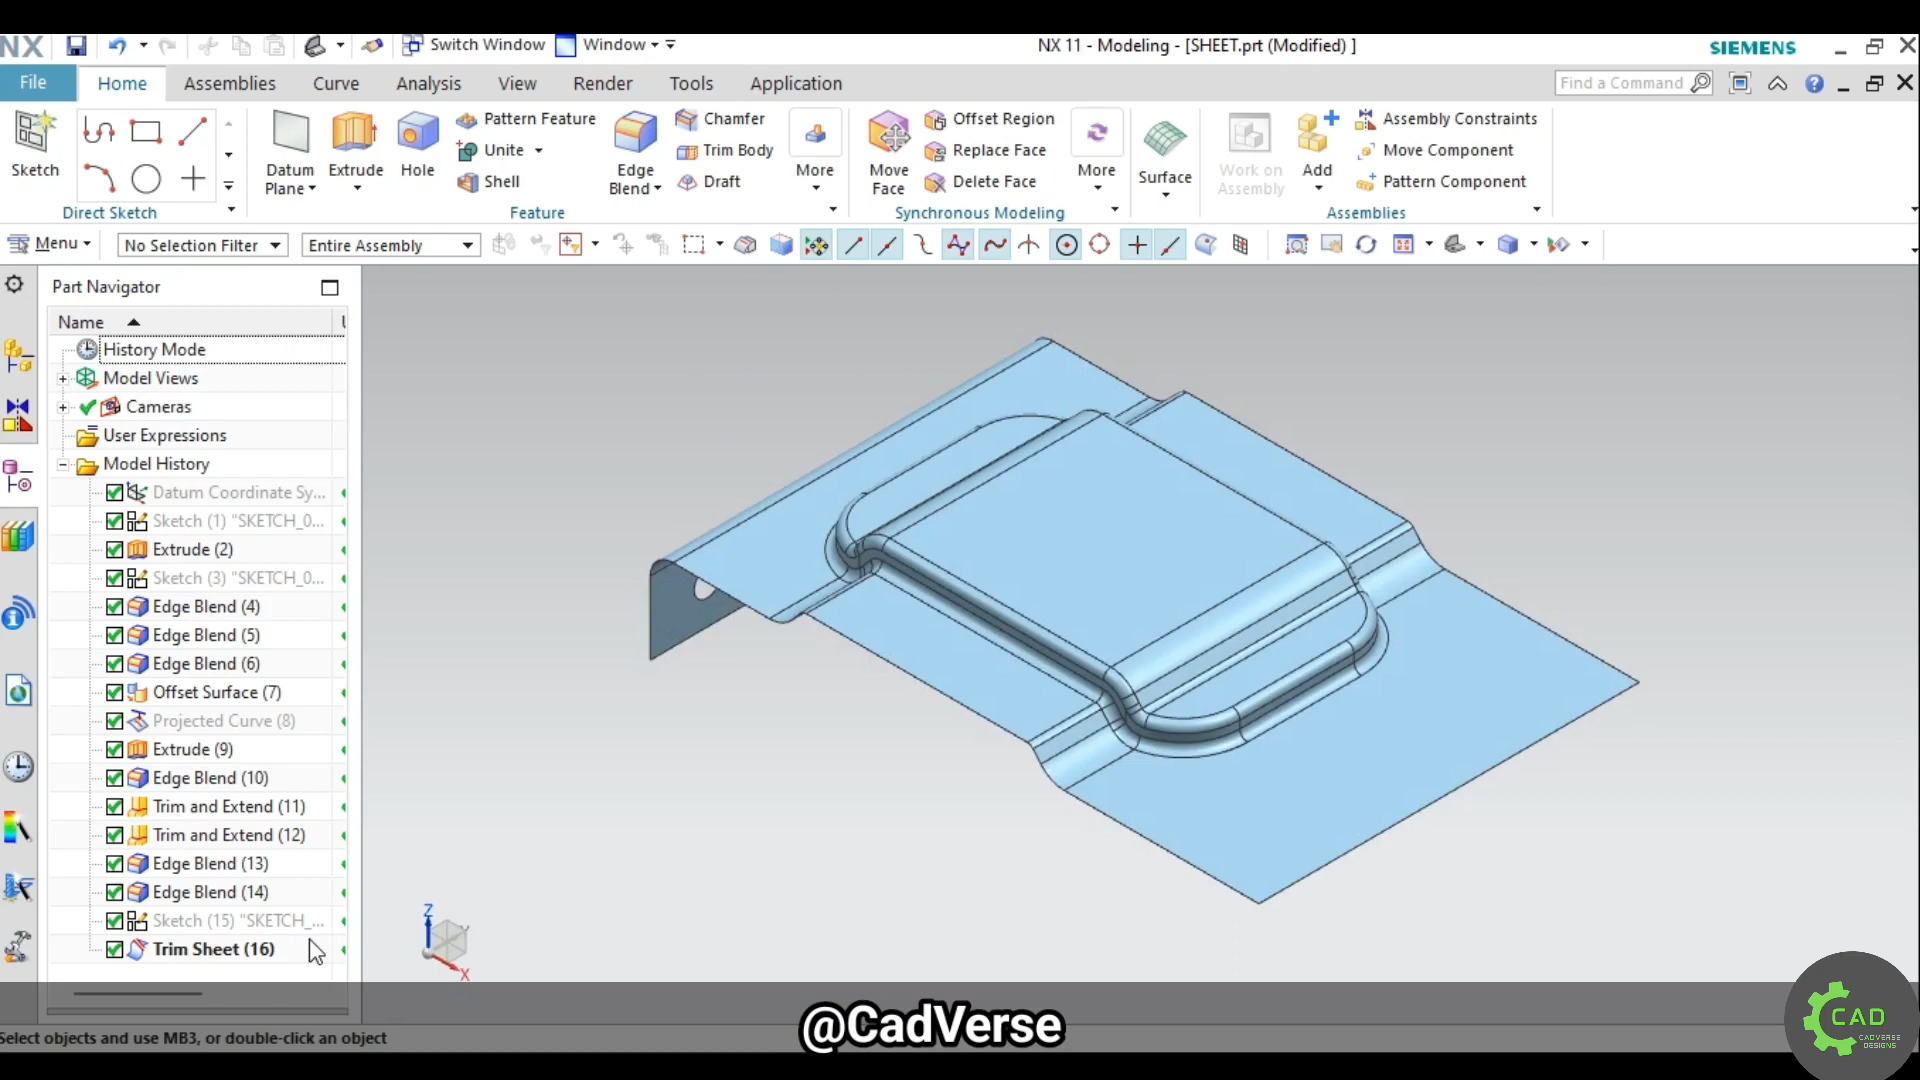 NX
Switch Window
Window
NX 11 - Modeling - [SHEET.prt (Modified) ]
SIEMENS
File
Home
Assemblies
Curve
Analysis
View
Render
Tools
Application
Find a Command
Sketch
Direct Sketch
Datum
Plane
Extrude
Hole
Pattern Feature
Unite
Shell
Edge
Blend
Chamfer
Trim Body
Draft
More
Feature
Move
Face
Offset Region
Replace Face
Delete Face
More
Synchronous Modeling
Surface
Work on
Assembly
Add
Assembly Constraints
Move Component
Pattern Component
Assemblies
Menu
No Selection Filter
Entire Assembly
Part Navigator
Name
History Mode
Model Views
Cameras
User Expressions
Model History
Datum Coordinate Sy...
Sketch (1) "SKETCH_0...
Extrude (2)
Sketch (3) "SKETCH_0...
Edge Blend (4)
Edge Blend (5)
Edge Blend (6)
Offset Surface (7)
Projected Curve (8)
Extrude (9)
Edge Blend (10)
Trim and Extend (11)
Trim and Extend (12)
Edge Blend (13)
Edge Blend (14)
Sketch (15) "SKETCH_...
Trim Sheet (16)
Z
X
Select objects and use MB3, or double-click an object
@CadVerse
CAD
CADVERSE
DESIGNS